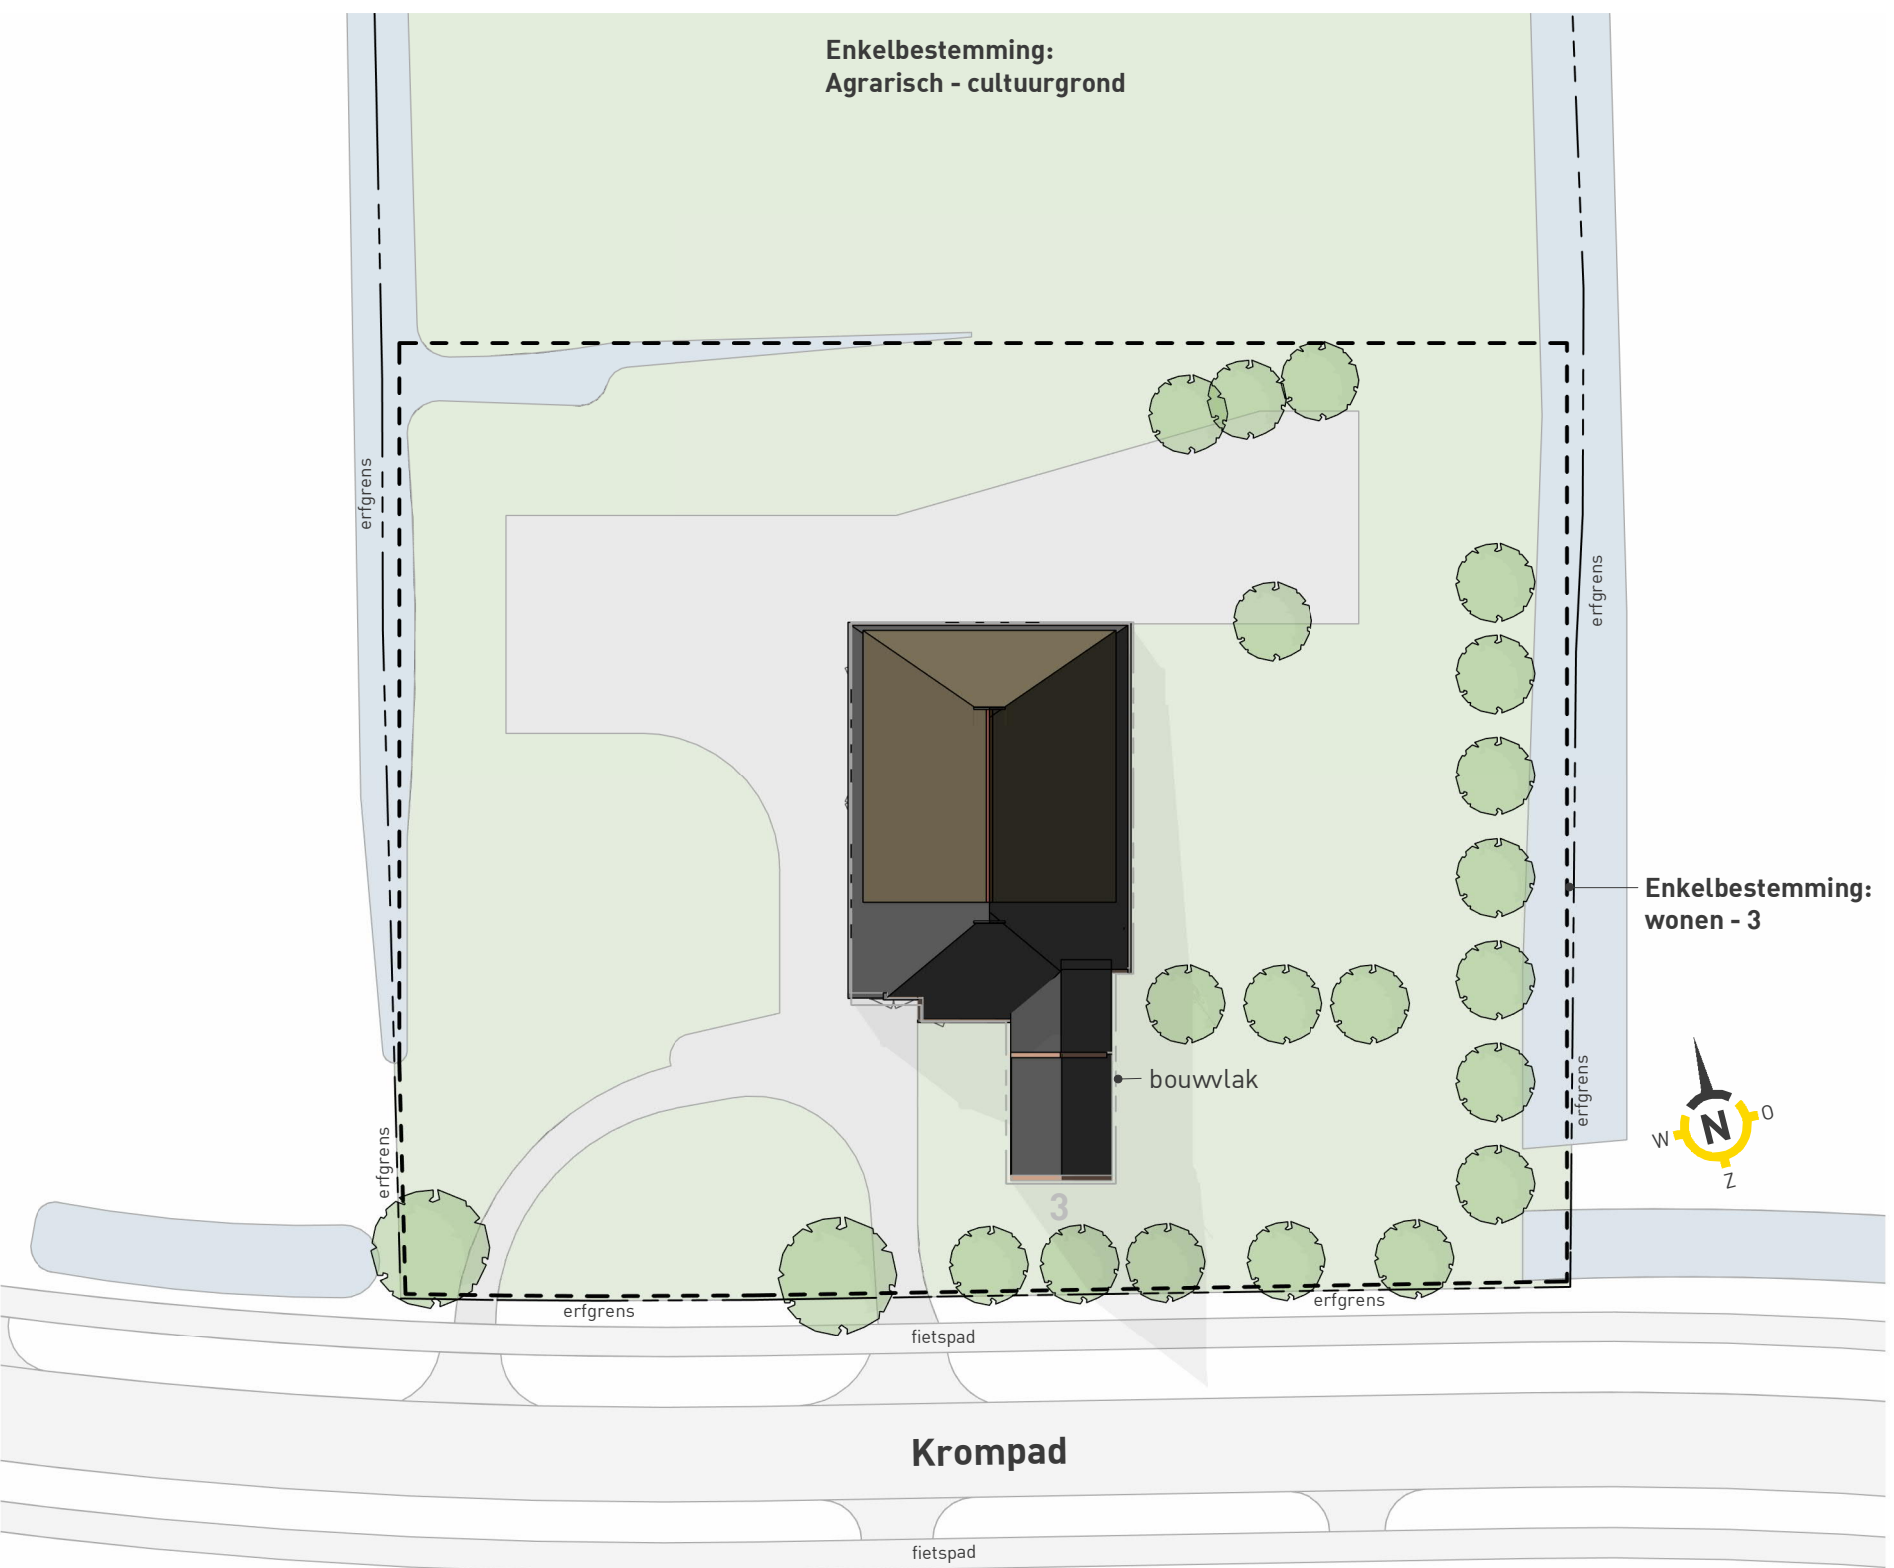 Enkelbestemming:
Agrarisch - cultuurgrond
erfgrens
erfgrens
Enkelbestemming:
wonen - 3
bouwvlak
erfgrens
erfgrens
N
O
W
Z
3
erfgrens
erfgrens
fietspad
Krompad
fietspad